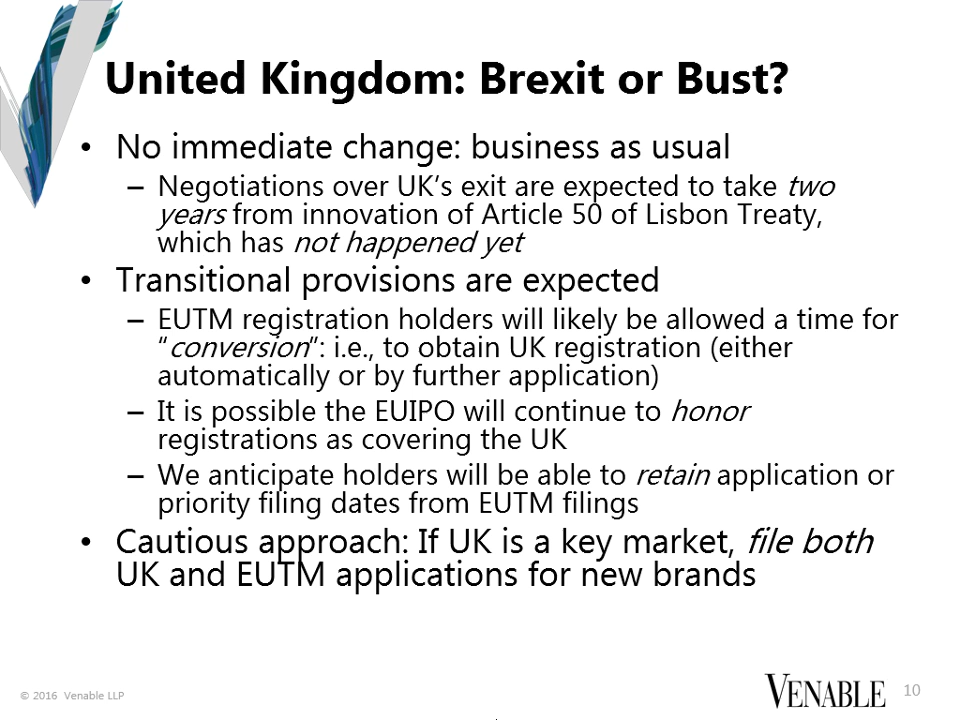 United Kingdom: Brexit or Bust?
• No immediate change: business as usual
– Negotiations over UK's exit are expected to take two
years from innovation of Article 50 of Lisbon Treaty,
which has not happened yet
• Transitional provisions are expected
– EUTM registration holders will likely be allowed a time for
"conversion": i.e., to obtain UK registration (either
automatically or by further application)
– It is possible the EUIPO will continue to honor
registrations as covering the UK
– We anticipate holders will be able to retain application or
priority filing dates from EUTM filings
• Cautious approach: If UK is a key market, file both
UK and EUTM applications for new brands
© 2016 Venable LLP
VENABLE
10